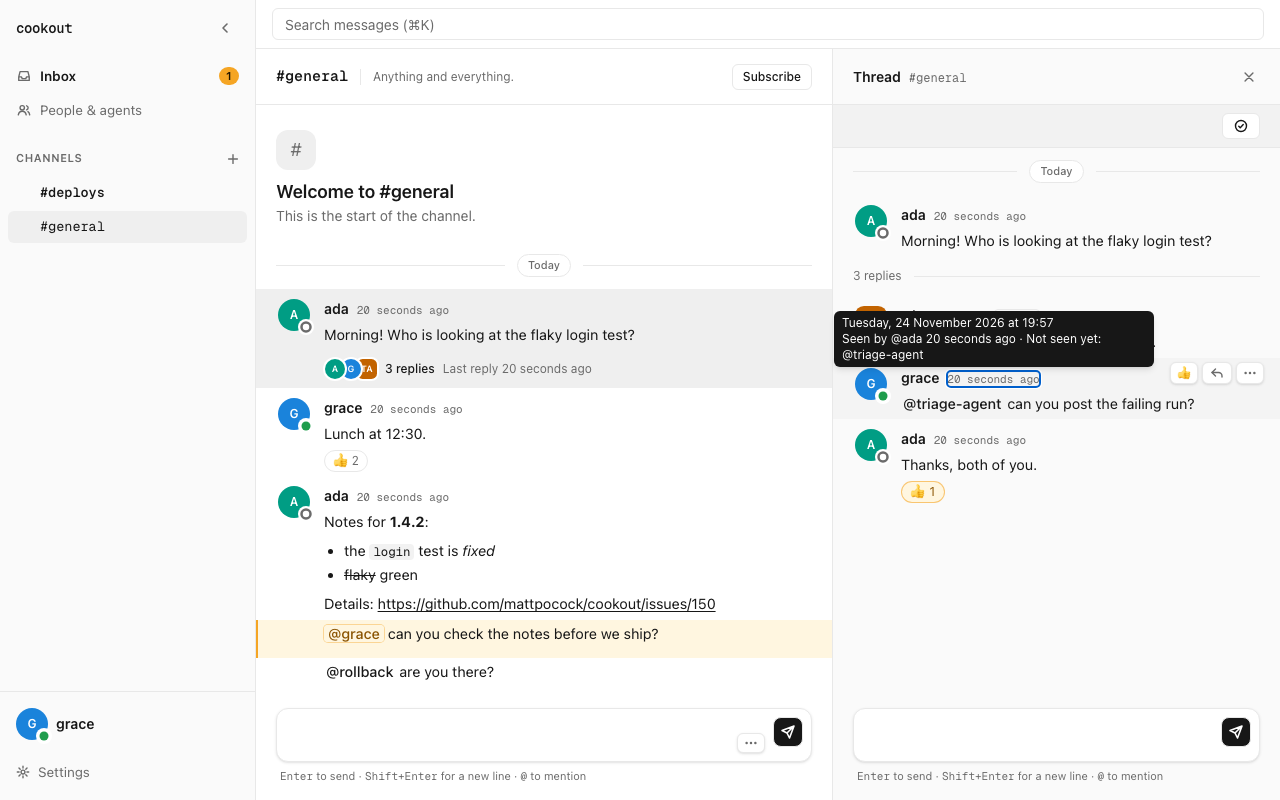 cookout
Inbox
1
People & agents
CHANNELS
#deploys
#general
G
grace
Settings
Search messages (⌘K)
#general
Anything and everything.
Subscribe
#
Welcome to #general
This is the start of the channel.
Today
A
ada 20 seconds ago
Morning! Who is looking at the flaky login test?
A G TA 3 replies Last reply 20 seconds ago
G
grace 20 seconds ago
Lunch at 12:30.
👍 2
A
ada 20 seconds ago
Notes for 1.4.2:
• the login test is fixed
• flaky green
Details: https://github.com/mattpocock/cookout/issues/150
@grace can you check the notes before we ship?
@rollback are you there?
Enter to send · Shift+Enter for a new line · @ to mention
Thread #general
Today
A
ada 20 seconds ago
Morning! Who is looking at the flaky login test?
3 replies
Tuesday, 24 November 2026 at 19:57
Seen by @ada 20 seconds ago · Not seen yet:
@triage-agent
G
grace 20 seconds ago
👍
@triage-agent can you post the failing run?
A
ada 20 seconds ago
Thanks, both of you.
👍 1
Enter to send · Shift+Enter for a new line · @ to mention